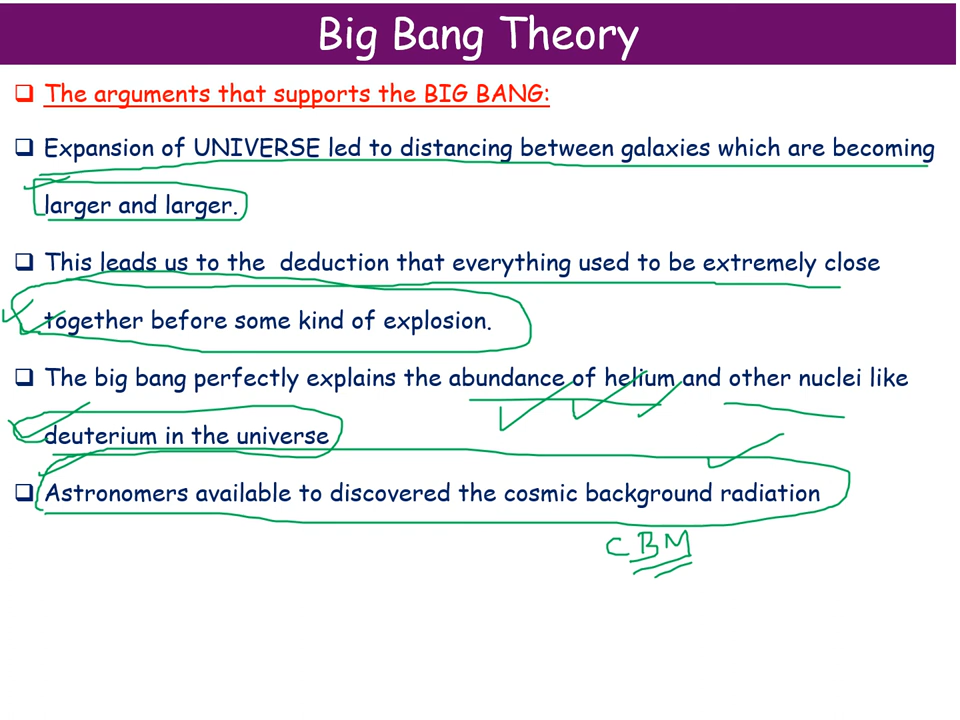 Big Bang Theory
The arguments that supports the BIG BANG:
Expansion of UNIVERSE led to distancing between galaxies which are becoming
larger and larger.
This leads us to the deduction that everything used to be extremely close
together before some kind of explosion.
The big bang perfectly explains the abundance of helium and other nuclei like
deuterium in the universe
Astronomers available to discovered the cosmic background radiation
CBM